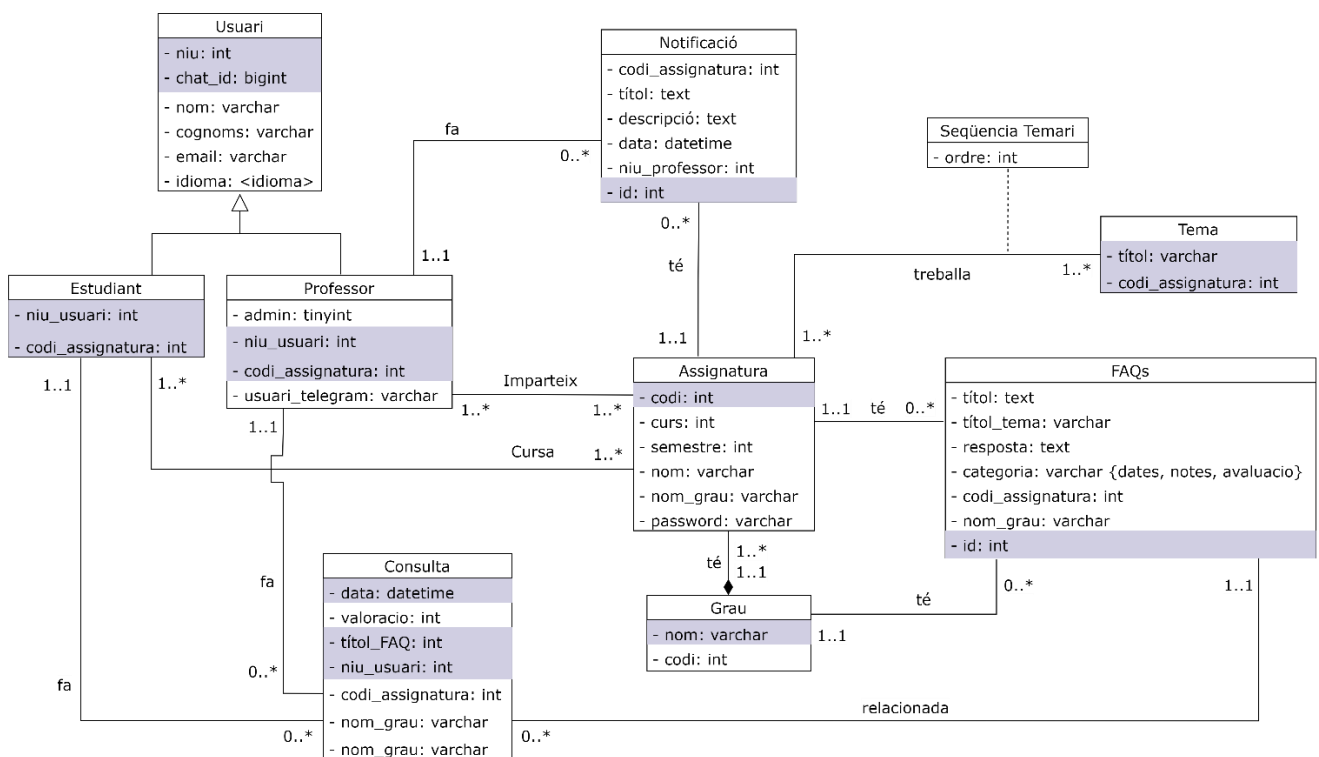 Usuari
- niu: int
- chat_id: bigint
- nom: varchar
- cognoms: varchar
- email: varchar
- idioma: <idioma>
Notificació
- codi_assignatura: int
- títol: text
- descripció: text
- data: datetime
- niu_professor: int
- id: int
fa
0..*
1..1
Seqüencia Temari
- ordre: int
Tema
- títol: varchar
- codi_assignatura: int
0..*
té
1..1
treballa
1..*
1..*
Estudiant
- niu_usuari: int
- codi_assignatura: int
Professor
- admin: tinyint
- niu_usuari: int
- codi_assignatura: int
- usuari_telegram: varchar
1..1
1..*
1..1
Imparteix
1..*
1..*
Cursa
1..*
Assignatura
- codi: int
- curs: int
- semestre: int
- nom: varchar
- nom_grau: varchar
- password: varchar
1..1
té
0..*
FAQs
- títol: text
- títol_tema: varchar
- resposta: text
- categoria: varchar {dates, notes, avaluacio}
- codi_assignatura: int
- nom_grau: varchar
- id: int
té
1..*
1..1
Grau
- nom: varchar
- codi: int
té
1..1
0..*
1..1
Consulta
- data: datetime
- valoracio: int
- títol_FAQ: int
- niu_usuari: int
- codi_assignatura: int
- nom_grau: varchar
- nom_grau: varchar
fa
0..*
fa
0..*
0..*
relacionada